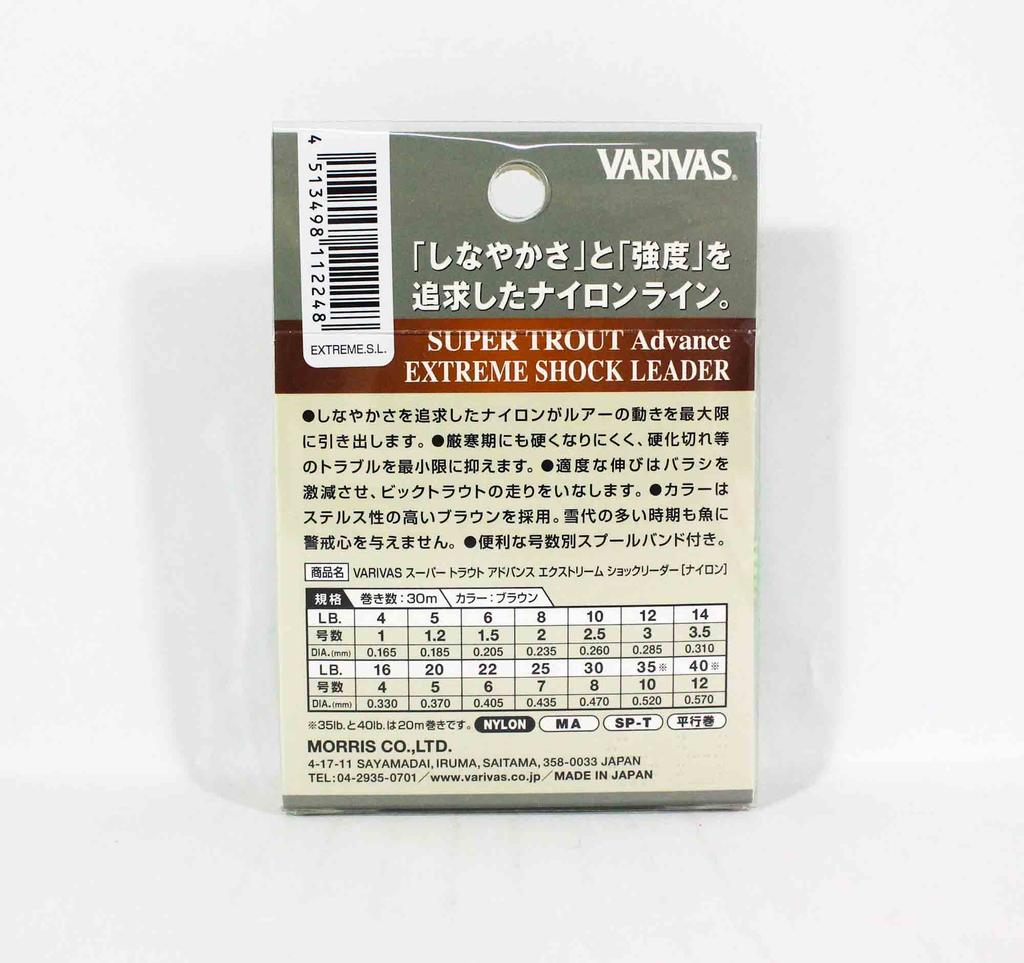 4 513498 112248
EXTREME.S.L.
VARIVAS®
「しなやかさ」と「強度」を
追求したナイロンライン。
SUPER TROUT Advance
EXTREME SHOCK LEADER
●しなやかさを追求したナイロンがルアーの動きを最大限
に引き出します。●厳寒期にも硬くなりにくく、硬化切れ等
のトラブルを最小限に抑えます。●適度な伸びはバラシを
激減させ、ビックトラウトの走りをいなします。●カラーは
ステルス性の高いブラウンを採用。雪代の多い時期も魚に
警戒心を与えません。●便利な号数別スプールバンド付き。
商品名 VARIVAS スーパー トラウト アドバンス エクストリーム ショックリーダー[ナイロン]
規格 巻き数：30m カラー：ブラウン
LB. 4 5 6 8 10 12 14
号数 1 1.2 1.5 2 2.5 3 3.5
DIA.(mm) 0.165 0.185 0.205 0.235 0.260 0.285 0.310
LB. 16 20 22 25 30 35※ 40※
号数 4 5 6 7 8 10 12
DIA.(mm) 0.330 0.370 0.405 0.435 0.470 0.520 0.570
※35lb.と40lb.は20m巻きです。 NYLON MA SP-T 平行巻
MORRIS CO.,LTD.
4-17-11 SAYAMADAI, IRUMA, SAITAMA, 358-0033 JAPAN
TEL:04-2935-0701／www.varivas.co.jp／MADE IN JAPAN